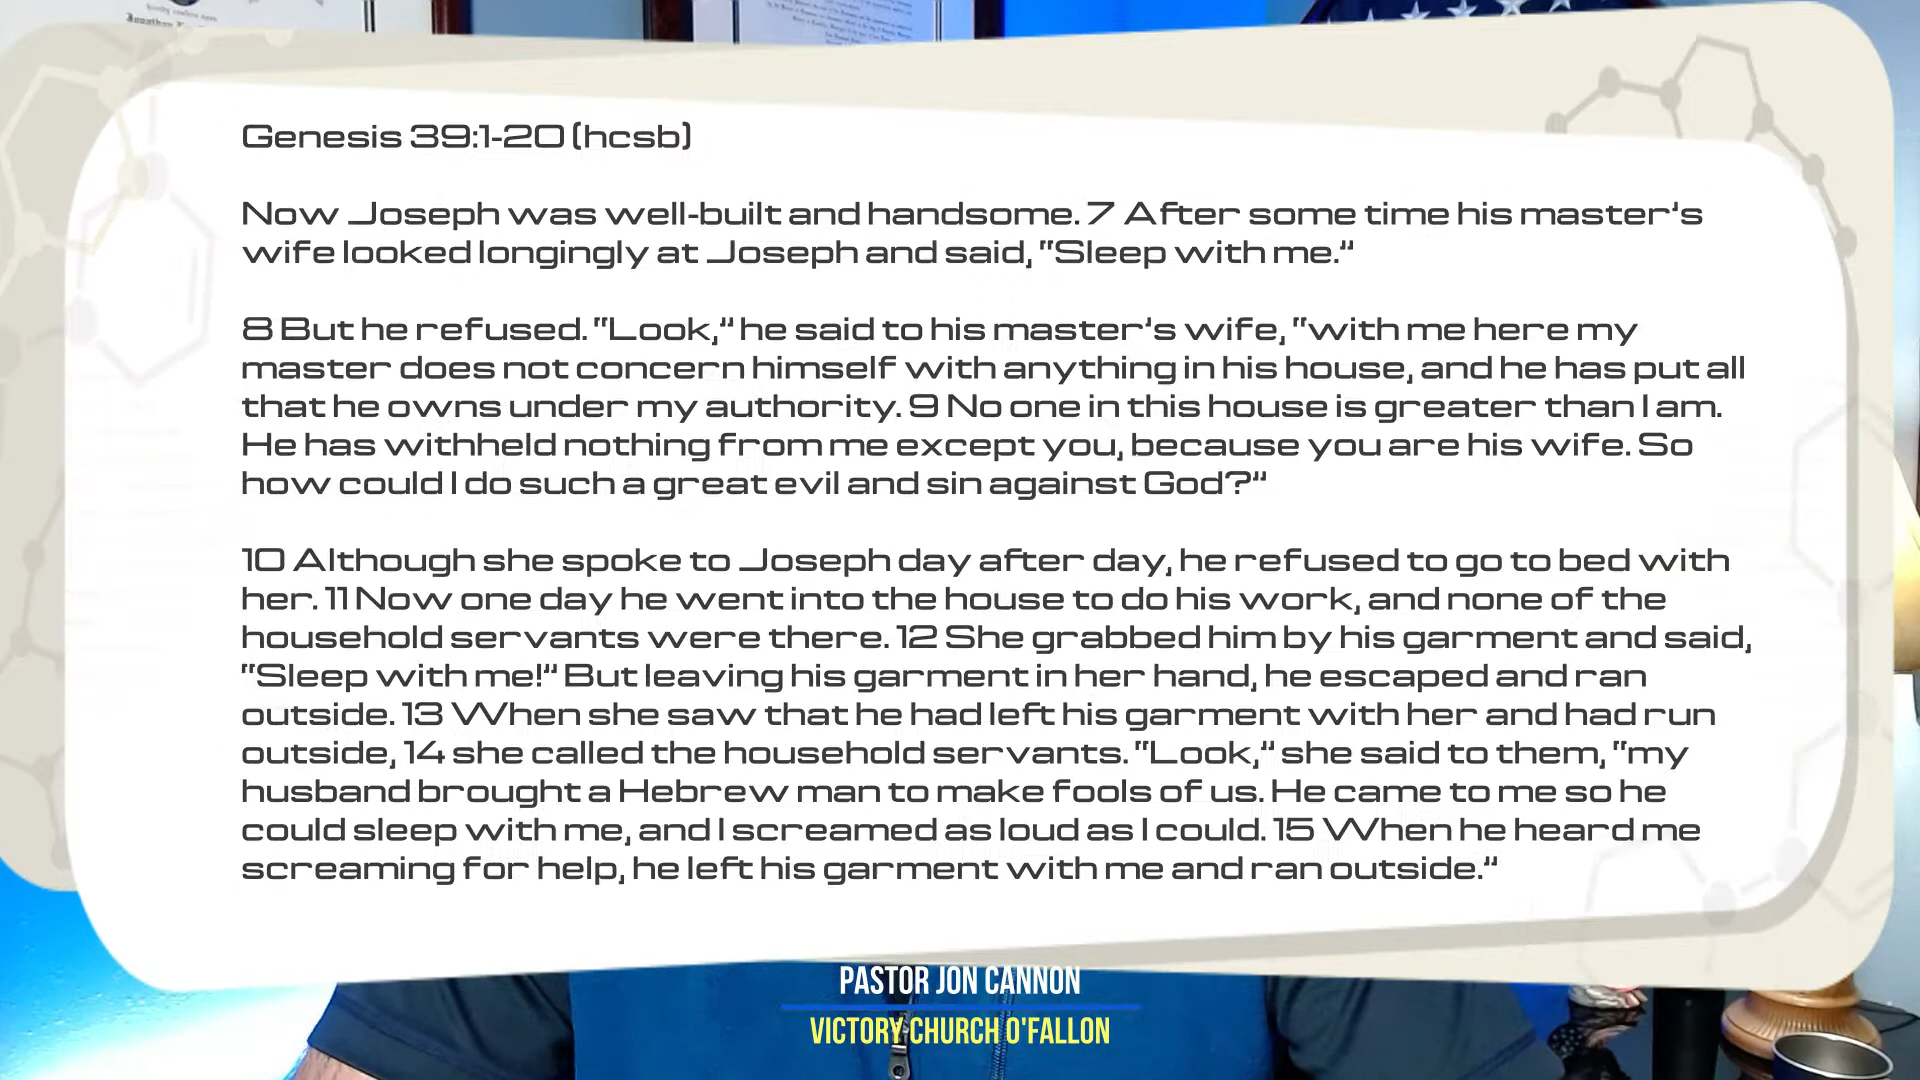 Genesis 39:1-20 (hcsb)
Now Joseph was well-built and handsome. 7 After some time his master's
wife looked longingly at Joseph and said, "Sleep with me."
8 But he refused. "Look," he said to his master's wife, "with me here my
master does not concern himself with anything in his house, and he has put all
that he owns under my authority. 9 No one in this house is greater than I am.
He has withheld nothing from me except you, because you are his wife. So
how could I do such a great evil and sin against God?"
10 Although she spoke to Joseph day after day, he refused to go to bed with
her. 11 Now one day he went into the house to do his work, and none of the
household servants were there. 12 She grabbed him by his garment and said,
"Sleep with me!" But leaving his garment in her hand, he escaped and ran
outside. 13 When she saw that he had left his garment with her and had run
outside, 14 she called the household servants. "Look," she said to them, "my
husband brought a Hebrew man to make fools of us. He came to me so he
could sleep with me, and I screamed as loud as I could. 15 When he heard me
screaming for help, he left his garment with me and ran outside."
PASTOR JON CANNON
VICTORY CHURCH O'FALLON